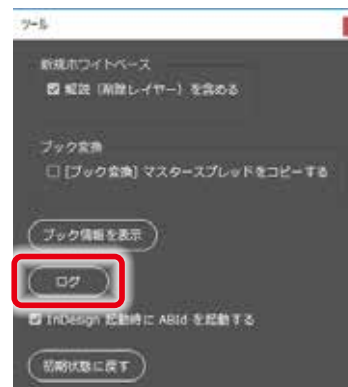 ツール
新規ホワイトベース
解説（削除レイヤー）を含める
ブック変換
[ブック変換] マスタースプレッドをコピーする
ブック情報を表示
ログ
InDesign 起動時に ABId を起動する
初期状態に戻す